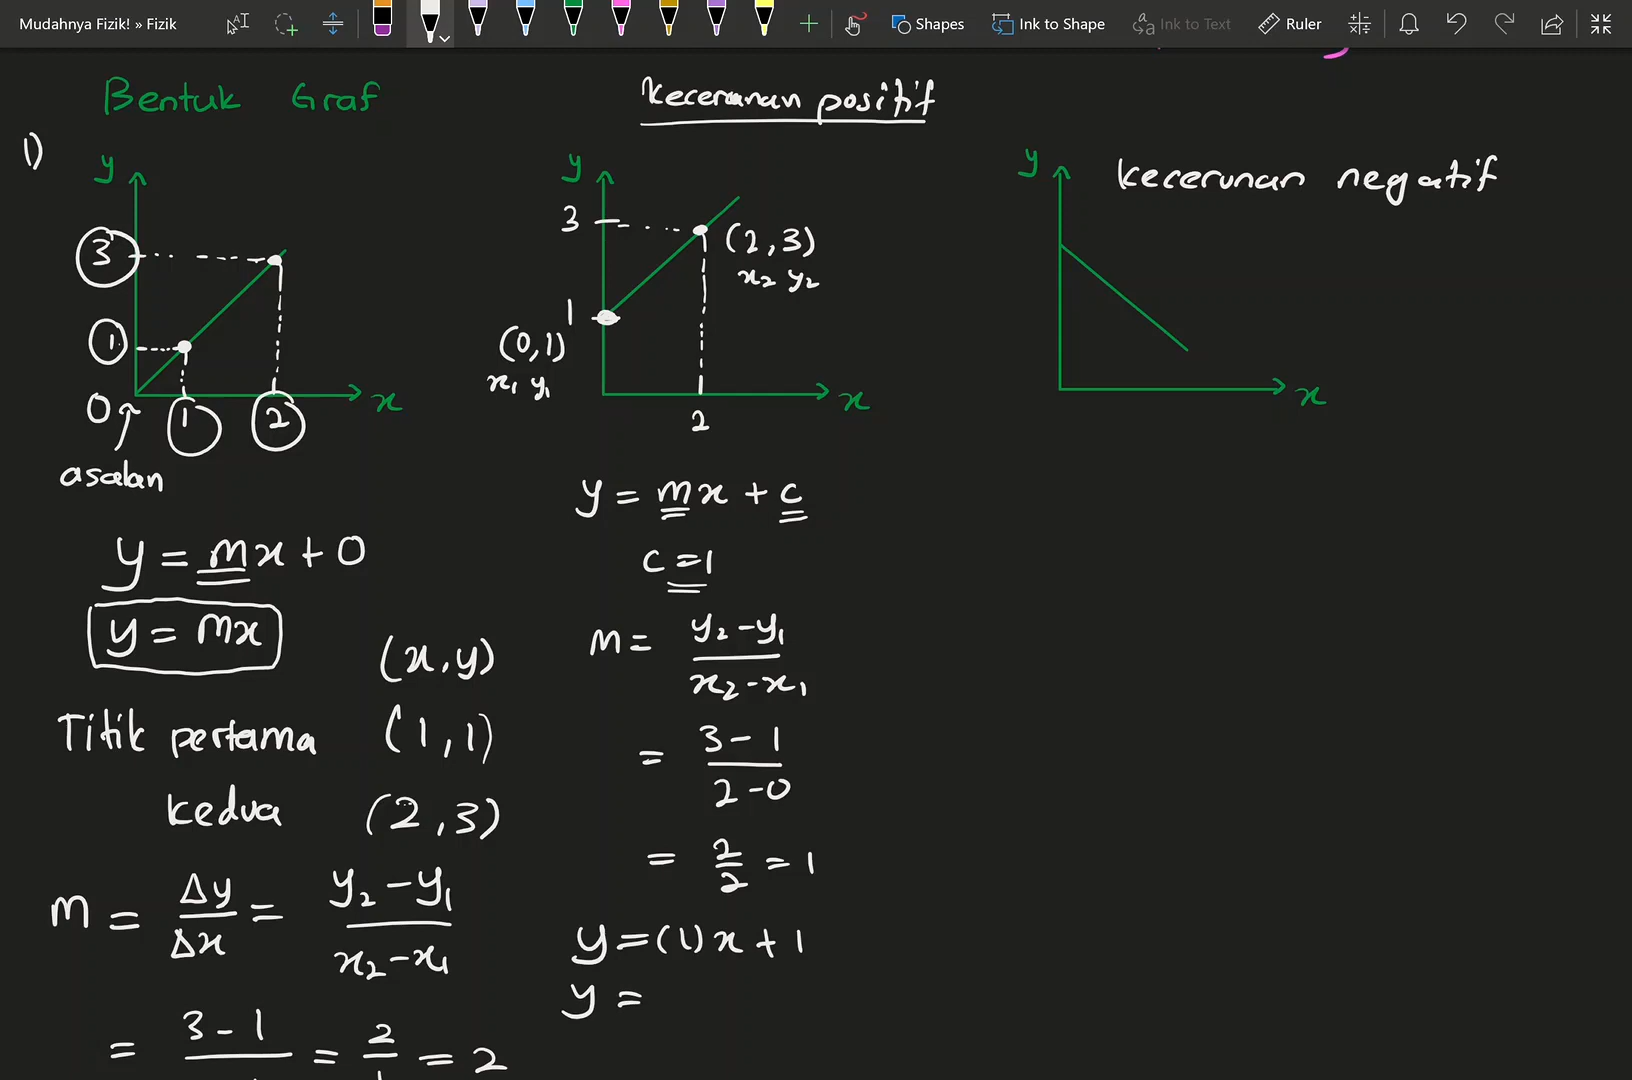 Mudahnya Fizik! » Fizik
Shapes
Ink to Shape
Ink to Text
Ruler
Bentuk Graf
Kecerunan positif
1)
y
3
1
0
1
2
x
asalan
y = mx + 0
y = mx
(x, y)
Titik pertama (1, 1)
kedua (2, 3)
m = Δy/Δx = y₂ - y₁ / x₂ - x₁
= 3 - 1
= 2
= 2
y
3
(2, 3)
x₂ y₂
1
(0, 1)
x₁ y₁
2
x
y = mx + c
c = 1
m = y₂ - y₁ / x₂ - x₁
= 3 - 1 / 2 - 0
= 2/2 = 1
y = (1)x + 1
y =
y
kecerunan negatif
x